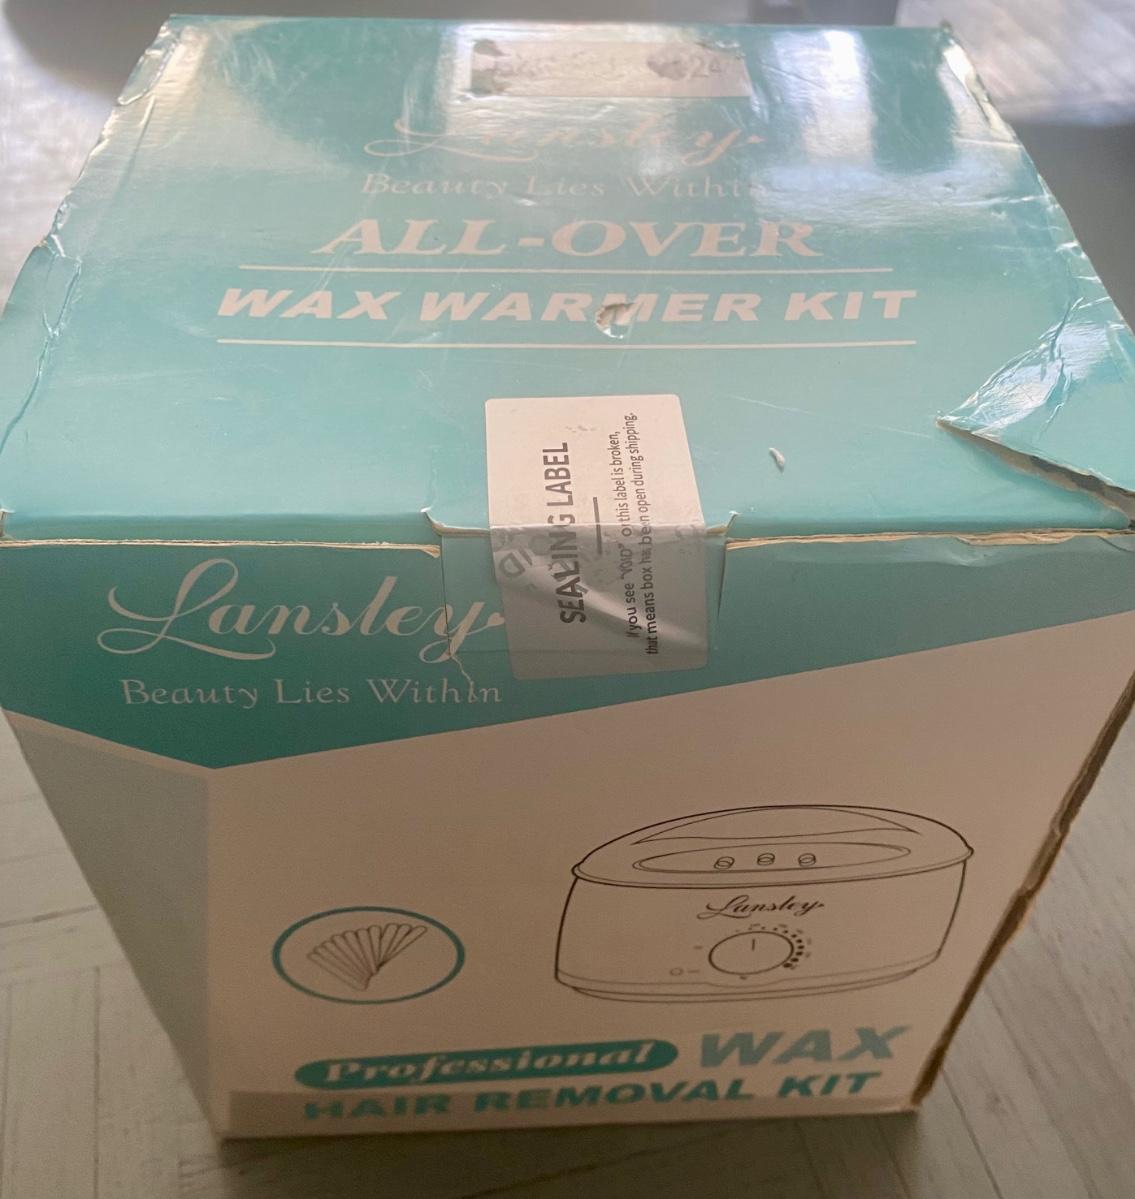 Lansley
Beauty Lies Within
ALL-OVER
WAX WARMER KIT
SEALING LABEL
If you see "VOID" Or this label is broken,
that means box has been open during shipping.
Lansley
Beauty Lies Within
Lansley
Professional WAX
HAIR REMOVAL KIT